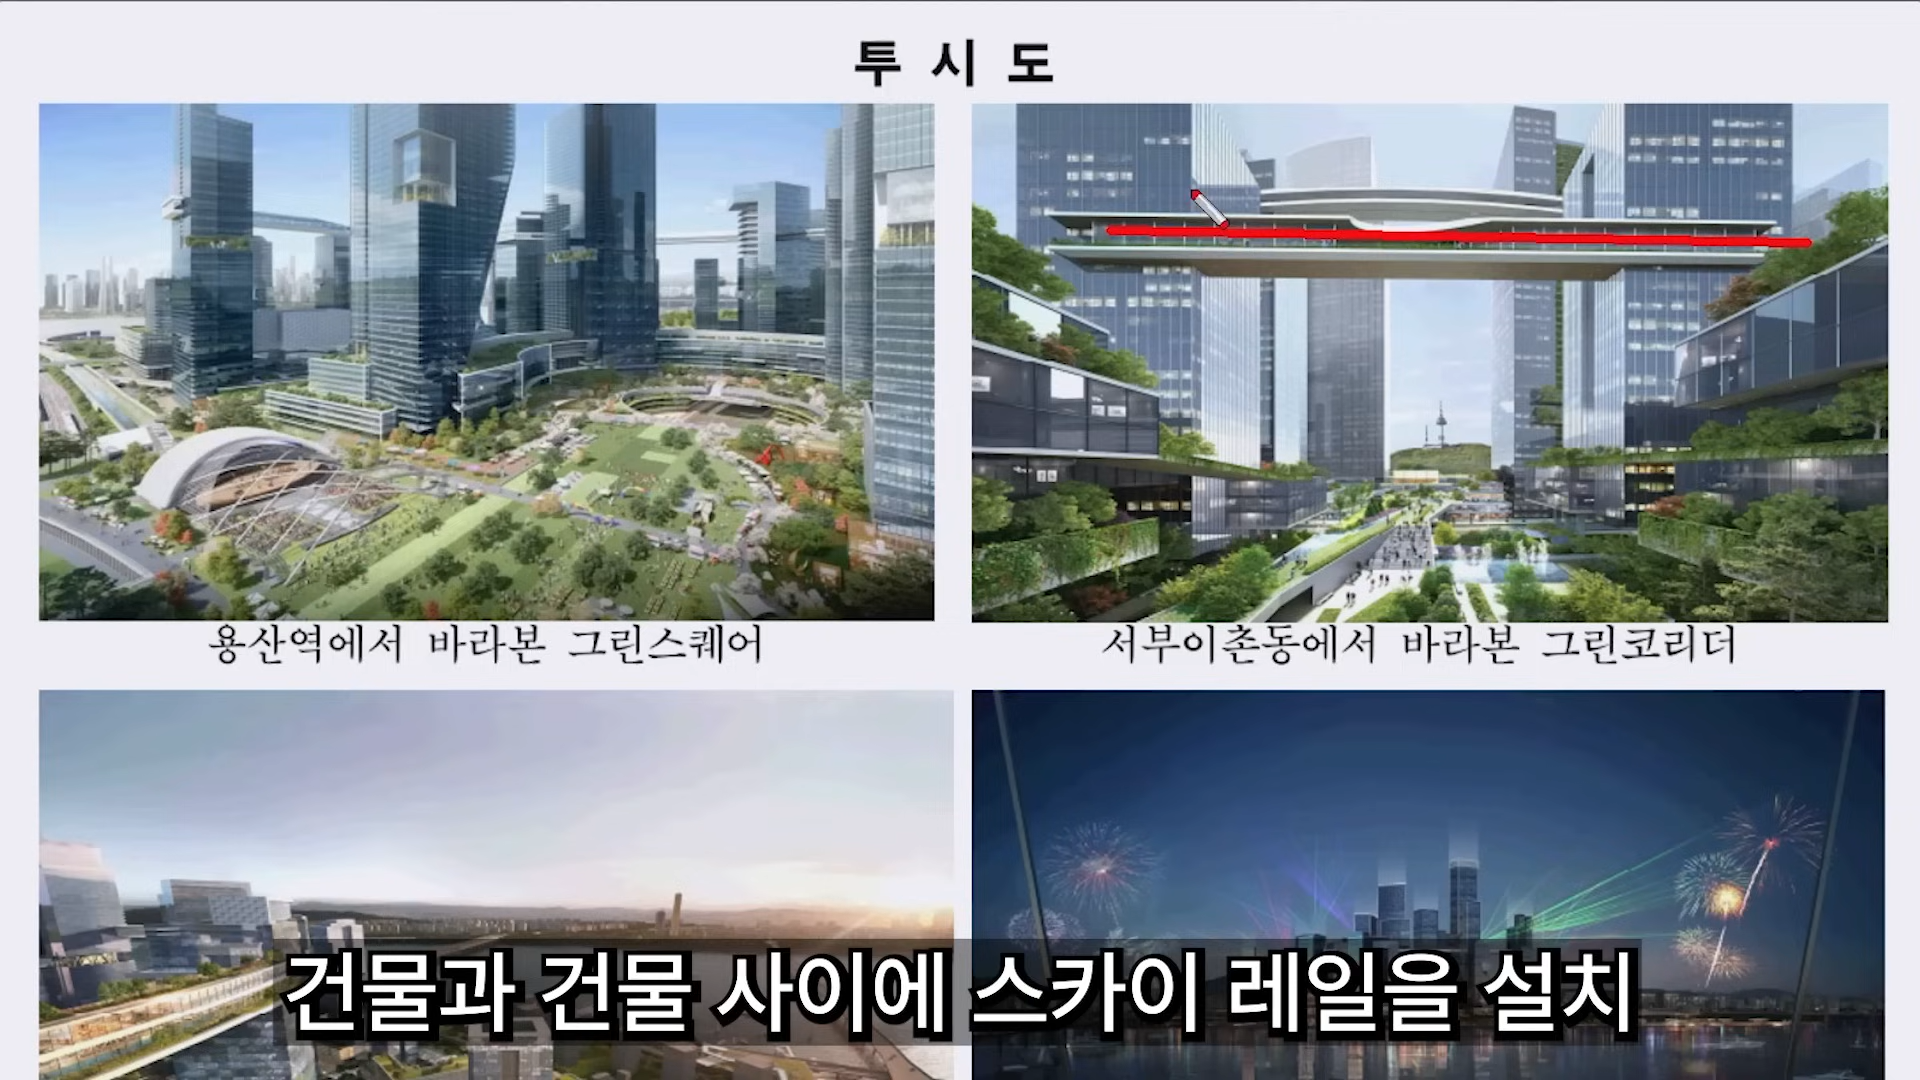 투 시 도
용산역에서 바라본 그린스퀘어
서부이촌동에서 바라본 그린코리더
건물과 건물 사이에 스카이 레일을 설치